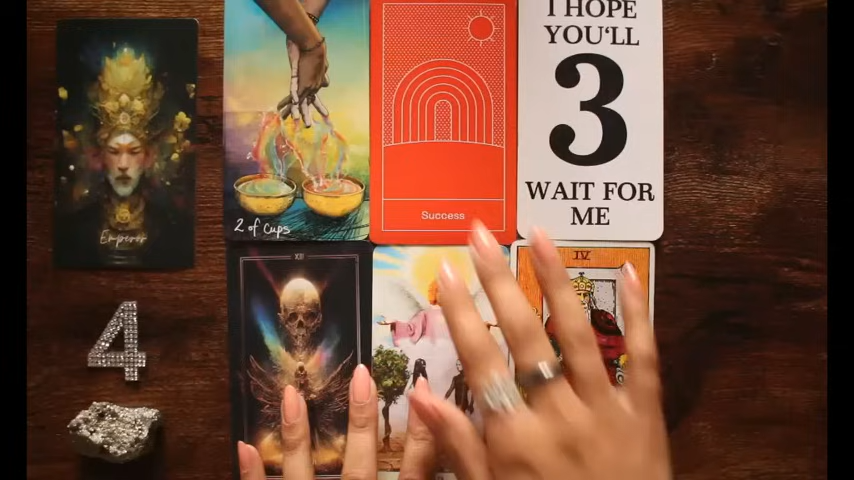 Emperor
2 of Cups
Success
I HOPE
YOU'LL
3
WAIT FOR
ME
XIII
IV
4